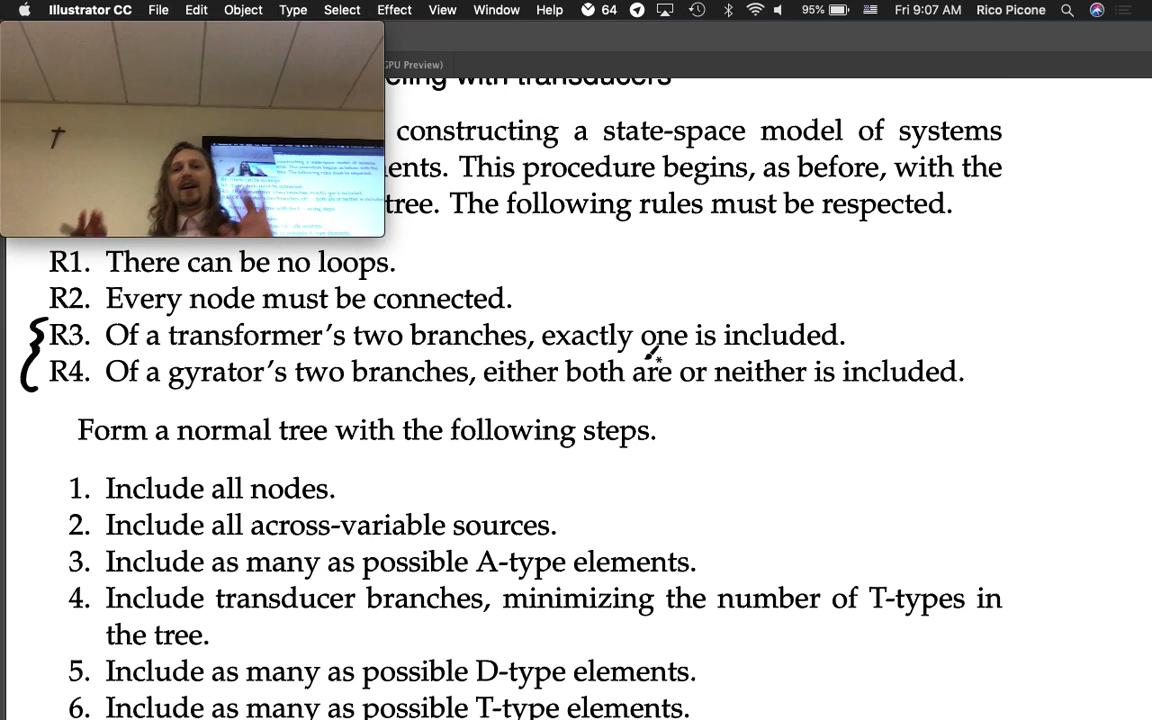 Illustrator CC File Edit Object Type Select Effect View Window Help 64 95% Fri 9:07 AM Rico Picone
GPU Preview)
eling with transducers
constructing a state-space model of systems
ents. This procedure begins, as before, with the
tree. The following rules must be respected.
R1. There can be no loops.
R2. Every node must be connected.
R3. Of a transformer's two branches, exactly one is included.
R4. Of a gyrator's two branches, either both are or neither is included.
Form a normal tree with the following steps.
1. Include all nodes.
2. Include all across-variable sources.
3. Include as many as possible A-type elements.
4. Include transducer branches, minimizing the number of T-types in
the tree.
5. Include as many as possible D-type elements.
6. Include as many as possible T-type elements.